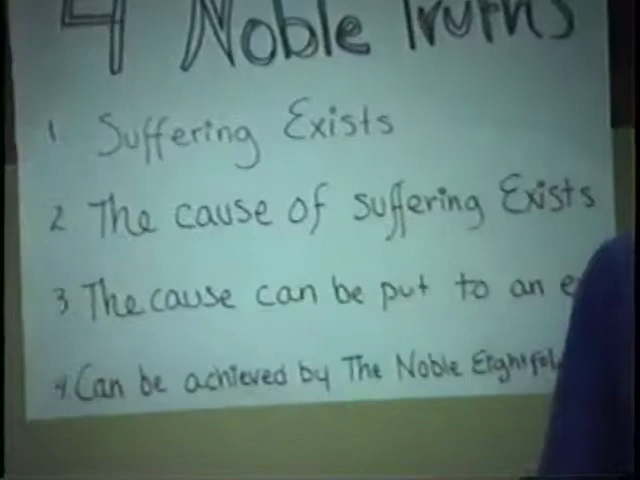 4 Noble Truths
1 Suffering Exists
2 The cause of suffering Exists
3 The cause can be put to an
4 Can be achieved by The Noble